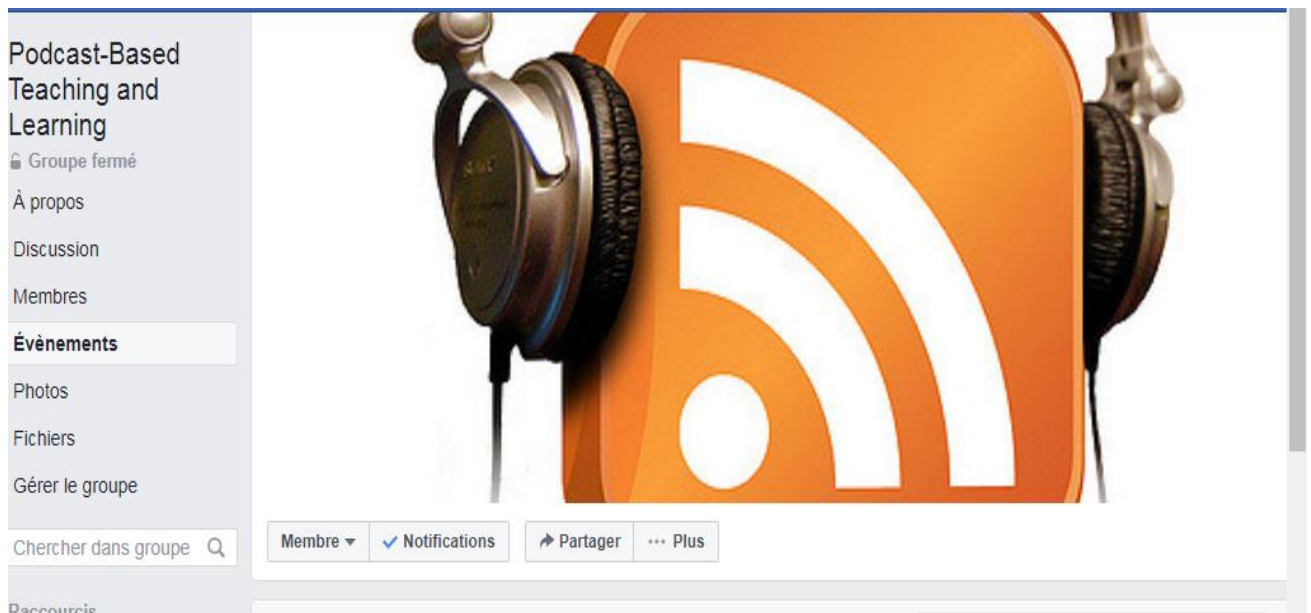 Podcast-Based
Teaching and
Learning
Groupe fermé
À propos
Discussion
Membres
Évènements
Photos
Fichiers
Gérer le groupe
Chercher dans groupe
Membre
Notifications
Partager
··· Plus
Raccourcis